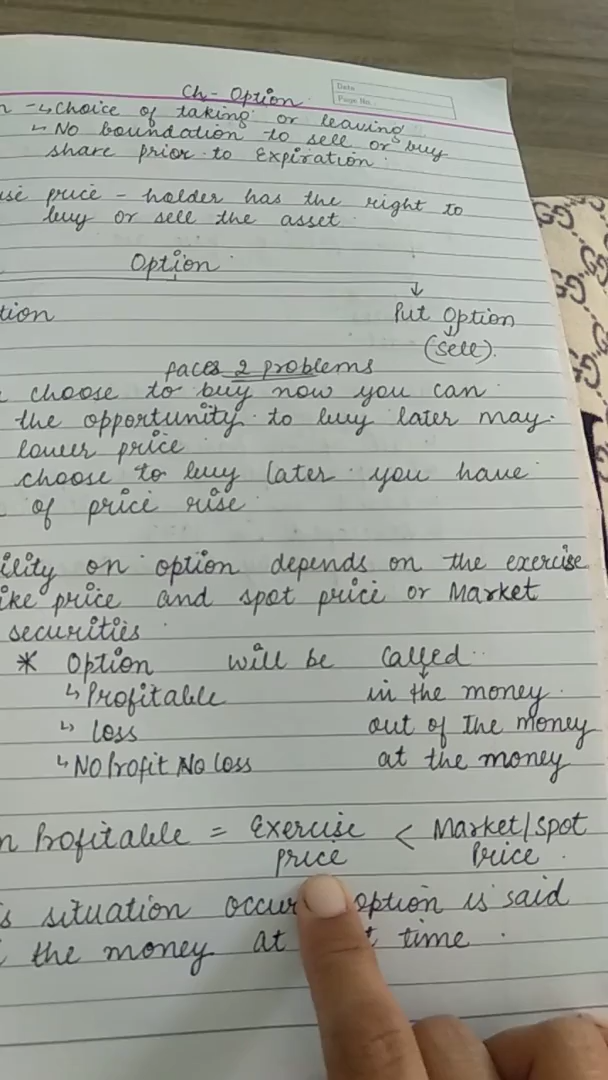 Ch- Option
Date
Page No.
n -↳ Choice of taking or leaving
↳ No boundation to sell or buy
share prior to Expiration.
ise price - holder has the right to
buy or sell the asset.
Option
tion Put Option
(Sell).
faces 2 problems
choose to buy now you can
the opportunity to buy later may.
lower price
choose to buy later you have
of price rise
ility on option depends on the exercise
ike price and spot price or Market
securities.
* Option will be called
↳ Profitable in the money.
↳ Loss out of The money
↳ No Profit No Loss at the money
n Profitable = Exercise < Market/Spot
price Price.
s situation occur option is said
the money at time.